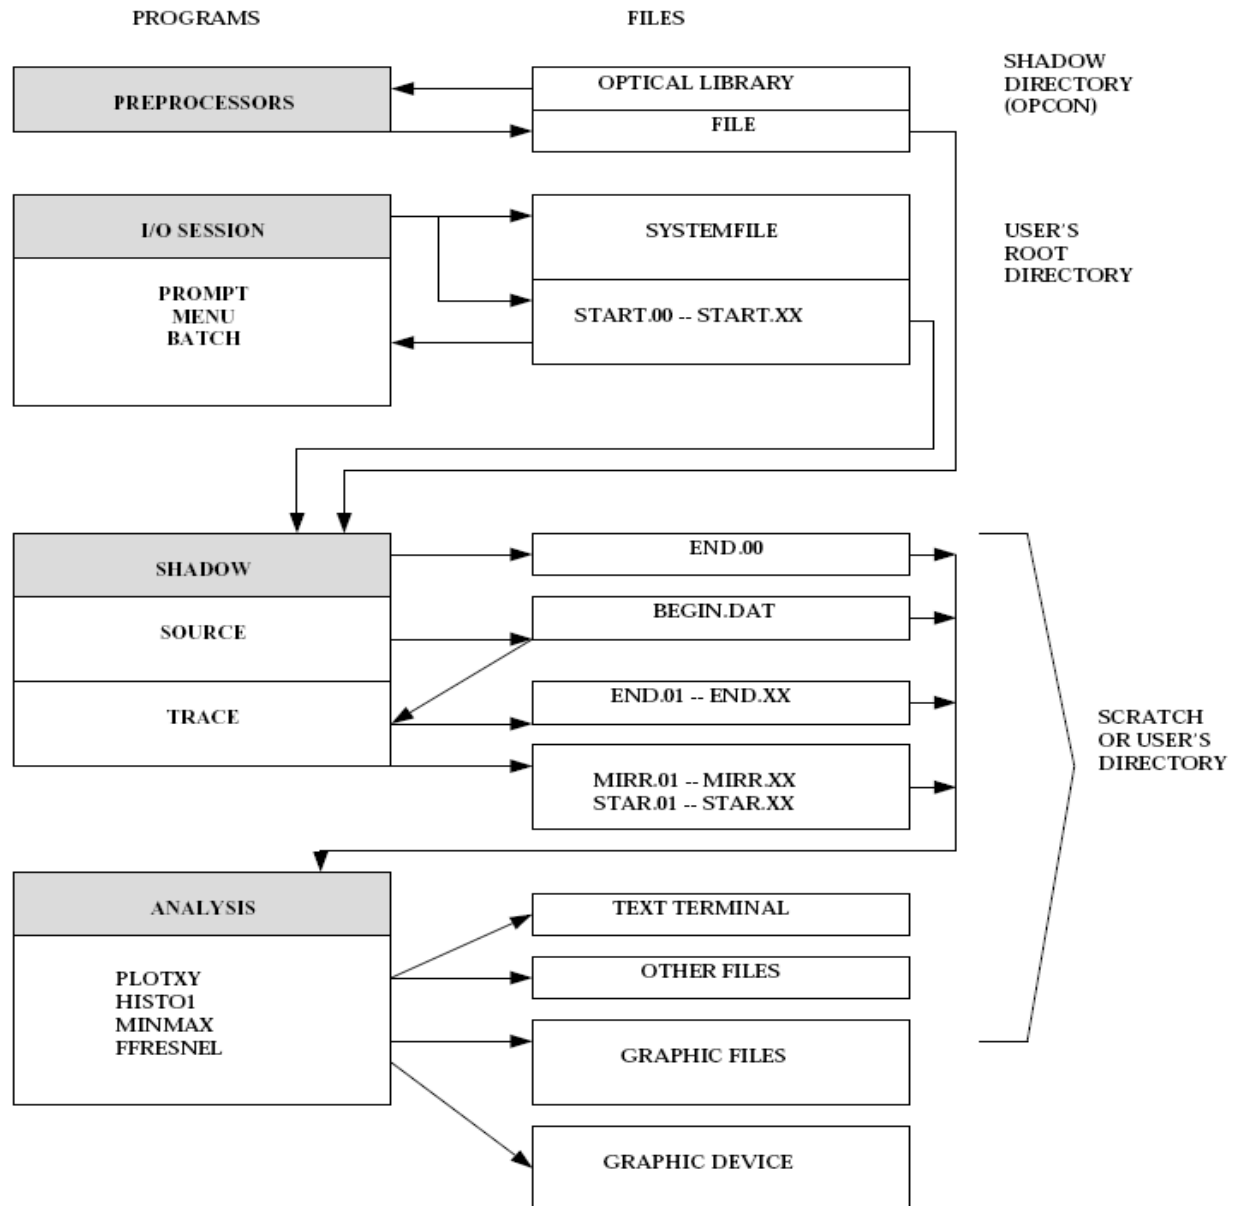 PROGRAMS
FILES
SHADOW
DIRECTORY
(OPCON)
OPTICAL LIBRARY
PREPROCESSORS
FILE
I/O SESSION
SYSTEMFILE
USER'S
ROOT
DIRECTORY
PROMPT
MENU
BATCH
START.00 -- START.XX
SHADOW
END.00
SOURCE
BEGIN.DAT
TRACE
END.01 -- END.XX
SCRATCH
OR USER'S
DIRECTORY
MIRR.01 -- MIRR.XX
STAR.01 -- STAR.XX
ANALYSIS
TEXT TERMINAL
PLOTXY
HISTO1
MINMAX
FFRESNEL
OTHER FILES
GRAPHIC FILES
GRAPHIC DEVICE